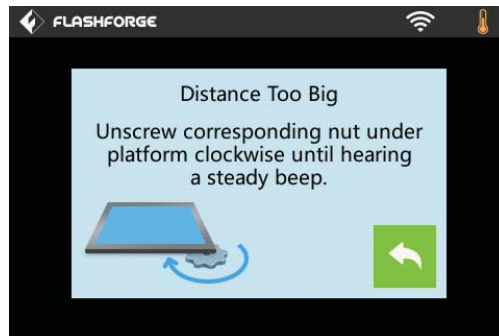 FLASHFORGE
Distance Too Big
Unscrew corresponding nut under
platform clockwise until hearing
a steady beep.